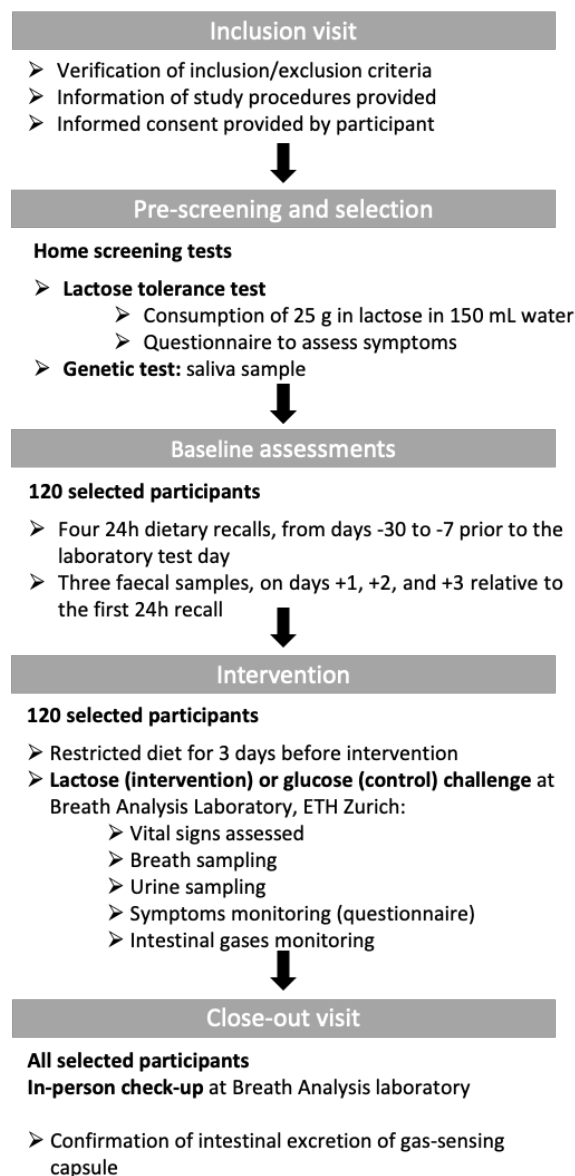 Inclusion visit
➢ Verification of inclusion/exclusion criteria
➢ Information of study procedures provided
➢ Informed consent provided by participant
Pre-screening and selection
Home screening tests
➢ Lactose tolerance test
➢ Consumption of 25 g in lactose in 150 mL water
➢ Questionnaire to assess symptoms
➢ Genetic test: saliva sample
Baseline assessments
120 selected participants
➢ Four 24h dietary recalls, from days -30 to -7 prior to the
laboratory test day
➢ Three faecal samples, on days +1, +2, and +3 relative to
the first 24h recall
Intervention
120 selected participants
➢ Restricted diet for 3 days before intervention
➢ Lactose (intervention) or glucose (control) challenge at
Breath Analysis Laboratory, ETH Zurich:
➢ Vital signs assessed
➢ Breath sampling
➢ Urine sampling
➢ Symptoms monitoring (questionnaire)
➢ Intestinal gases monitoring
Close-out visit
All selected participants
In-person check-up at Breath Analysis laboratory
➢ Confirmation of intestinal excretion of gas-sensing
capsule